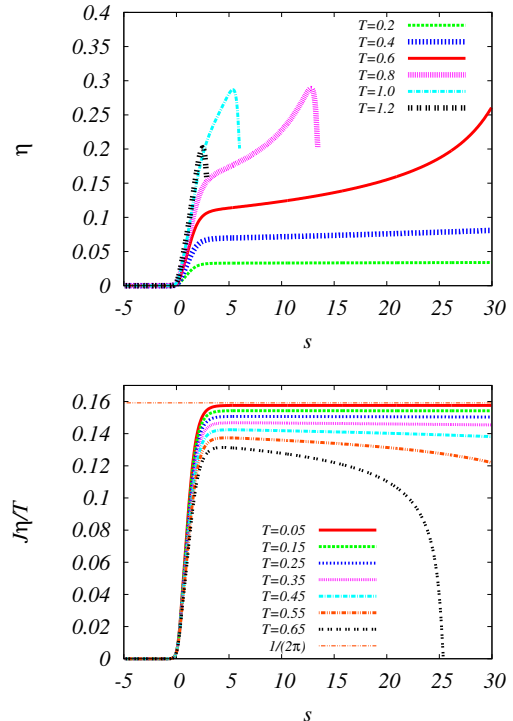 0.4
0.35
0.3
0.25
0.2
0.15
0.1
0.05
0
η
T=0.2
T=0.4
T=0.6
T=0.8
T=1.0
T=1.2
-5 0 5 10 15 20 25 30
s
0.16
0.14
0.12
0.1
0.08
0.06
0.04
0.02
0
Jη/T
T=0.05
T=0.15
T=0.25
T=0.35
T=0.45
T=0.55
T=0.65
1/(2π)
-5 0 5 10 15 20 25 30
s